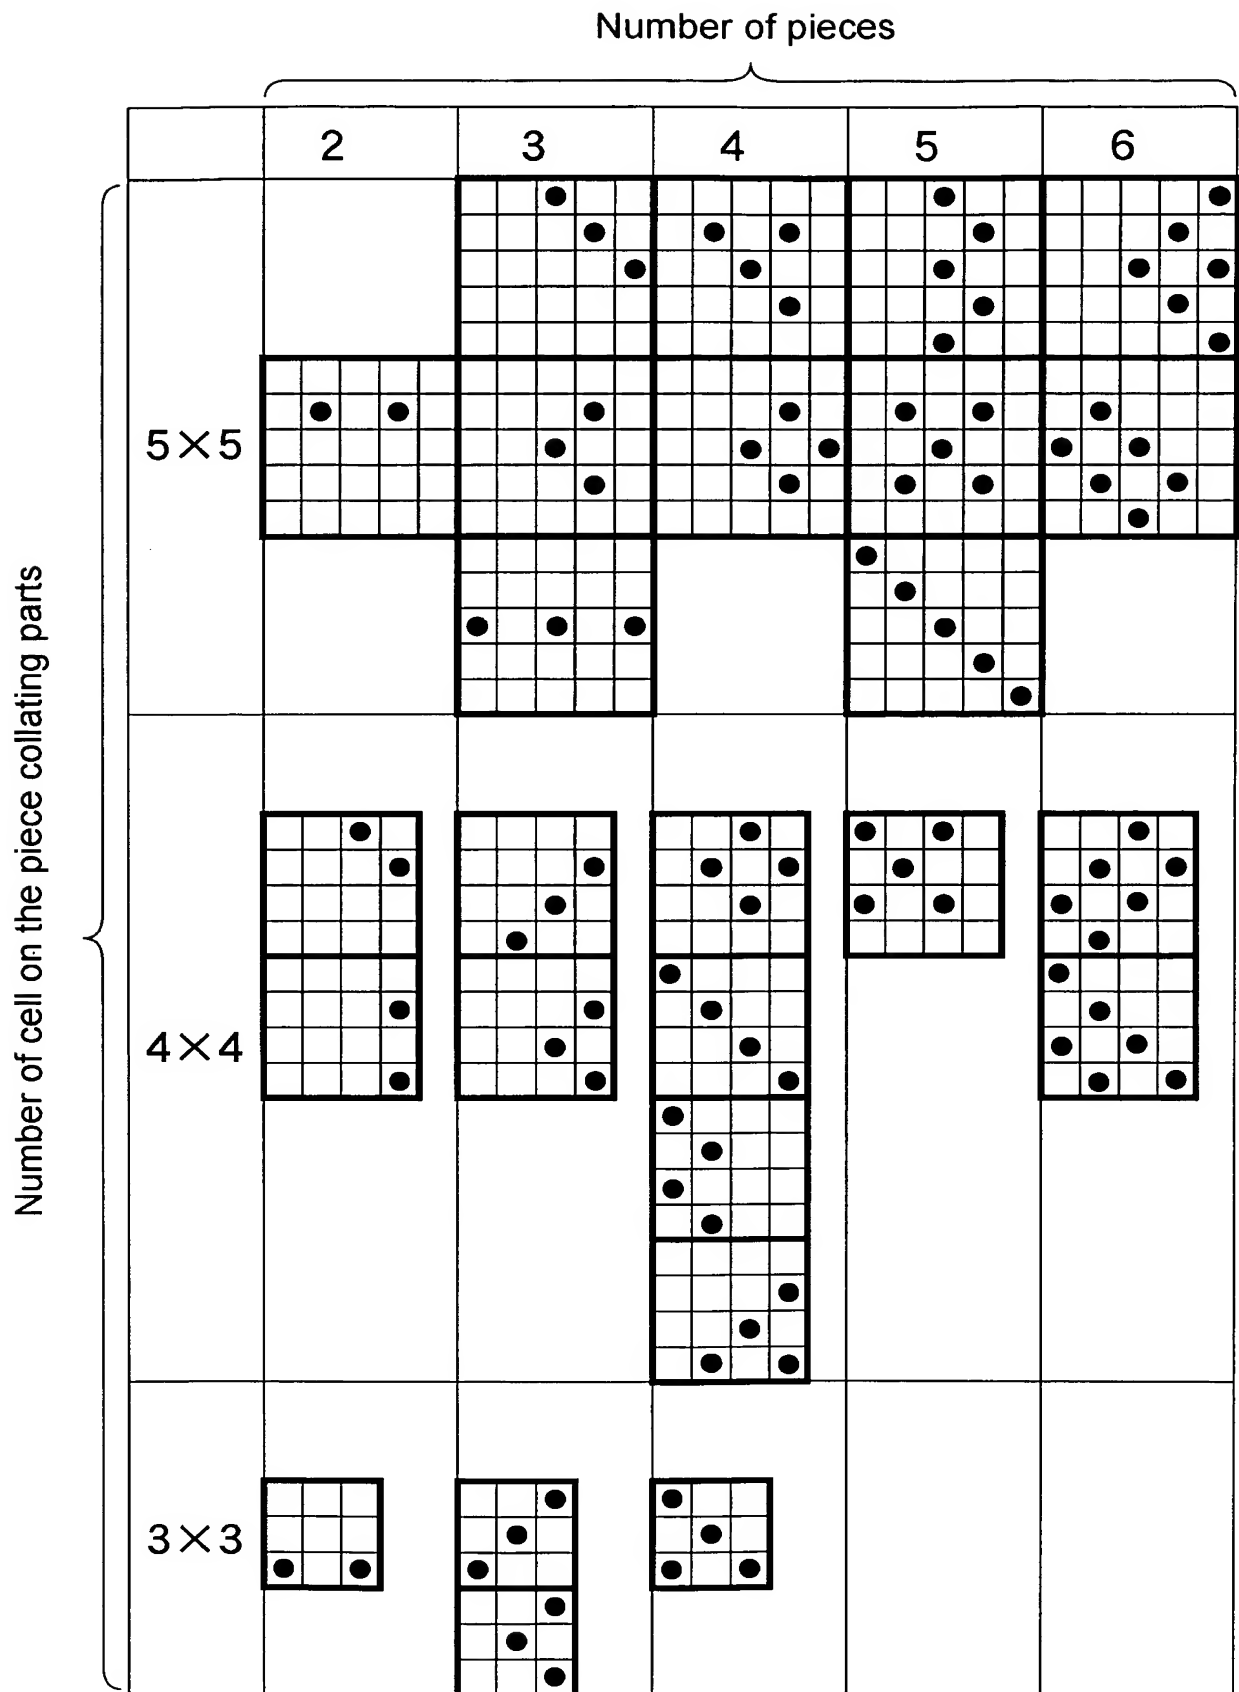 Number of pieces
2 3 4 5 6
Number of cell on the piece collating parts
5×5
4×4
3×3